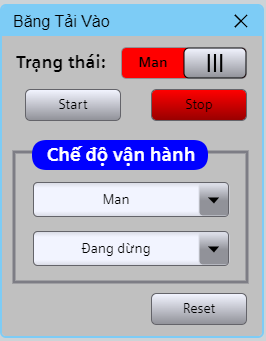 Băng Tải Vào
Trạng thái: Man
Start Stop
Chế độ vận hành
Man
Đang dừng
Reset